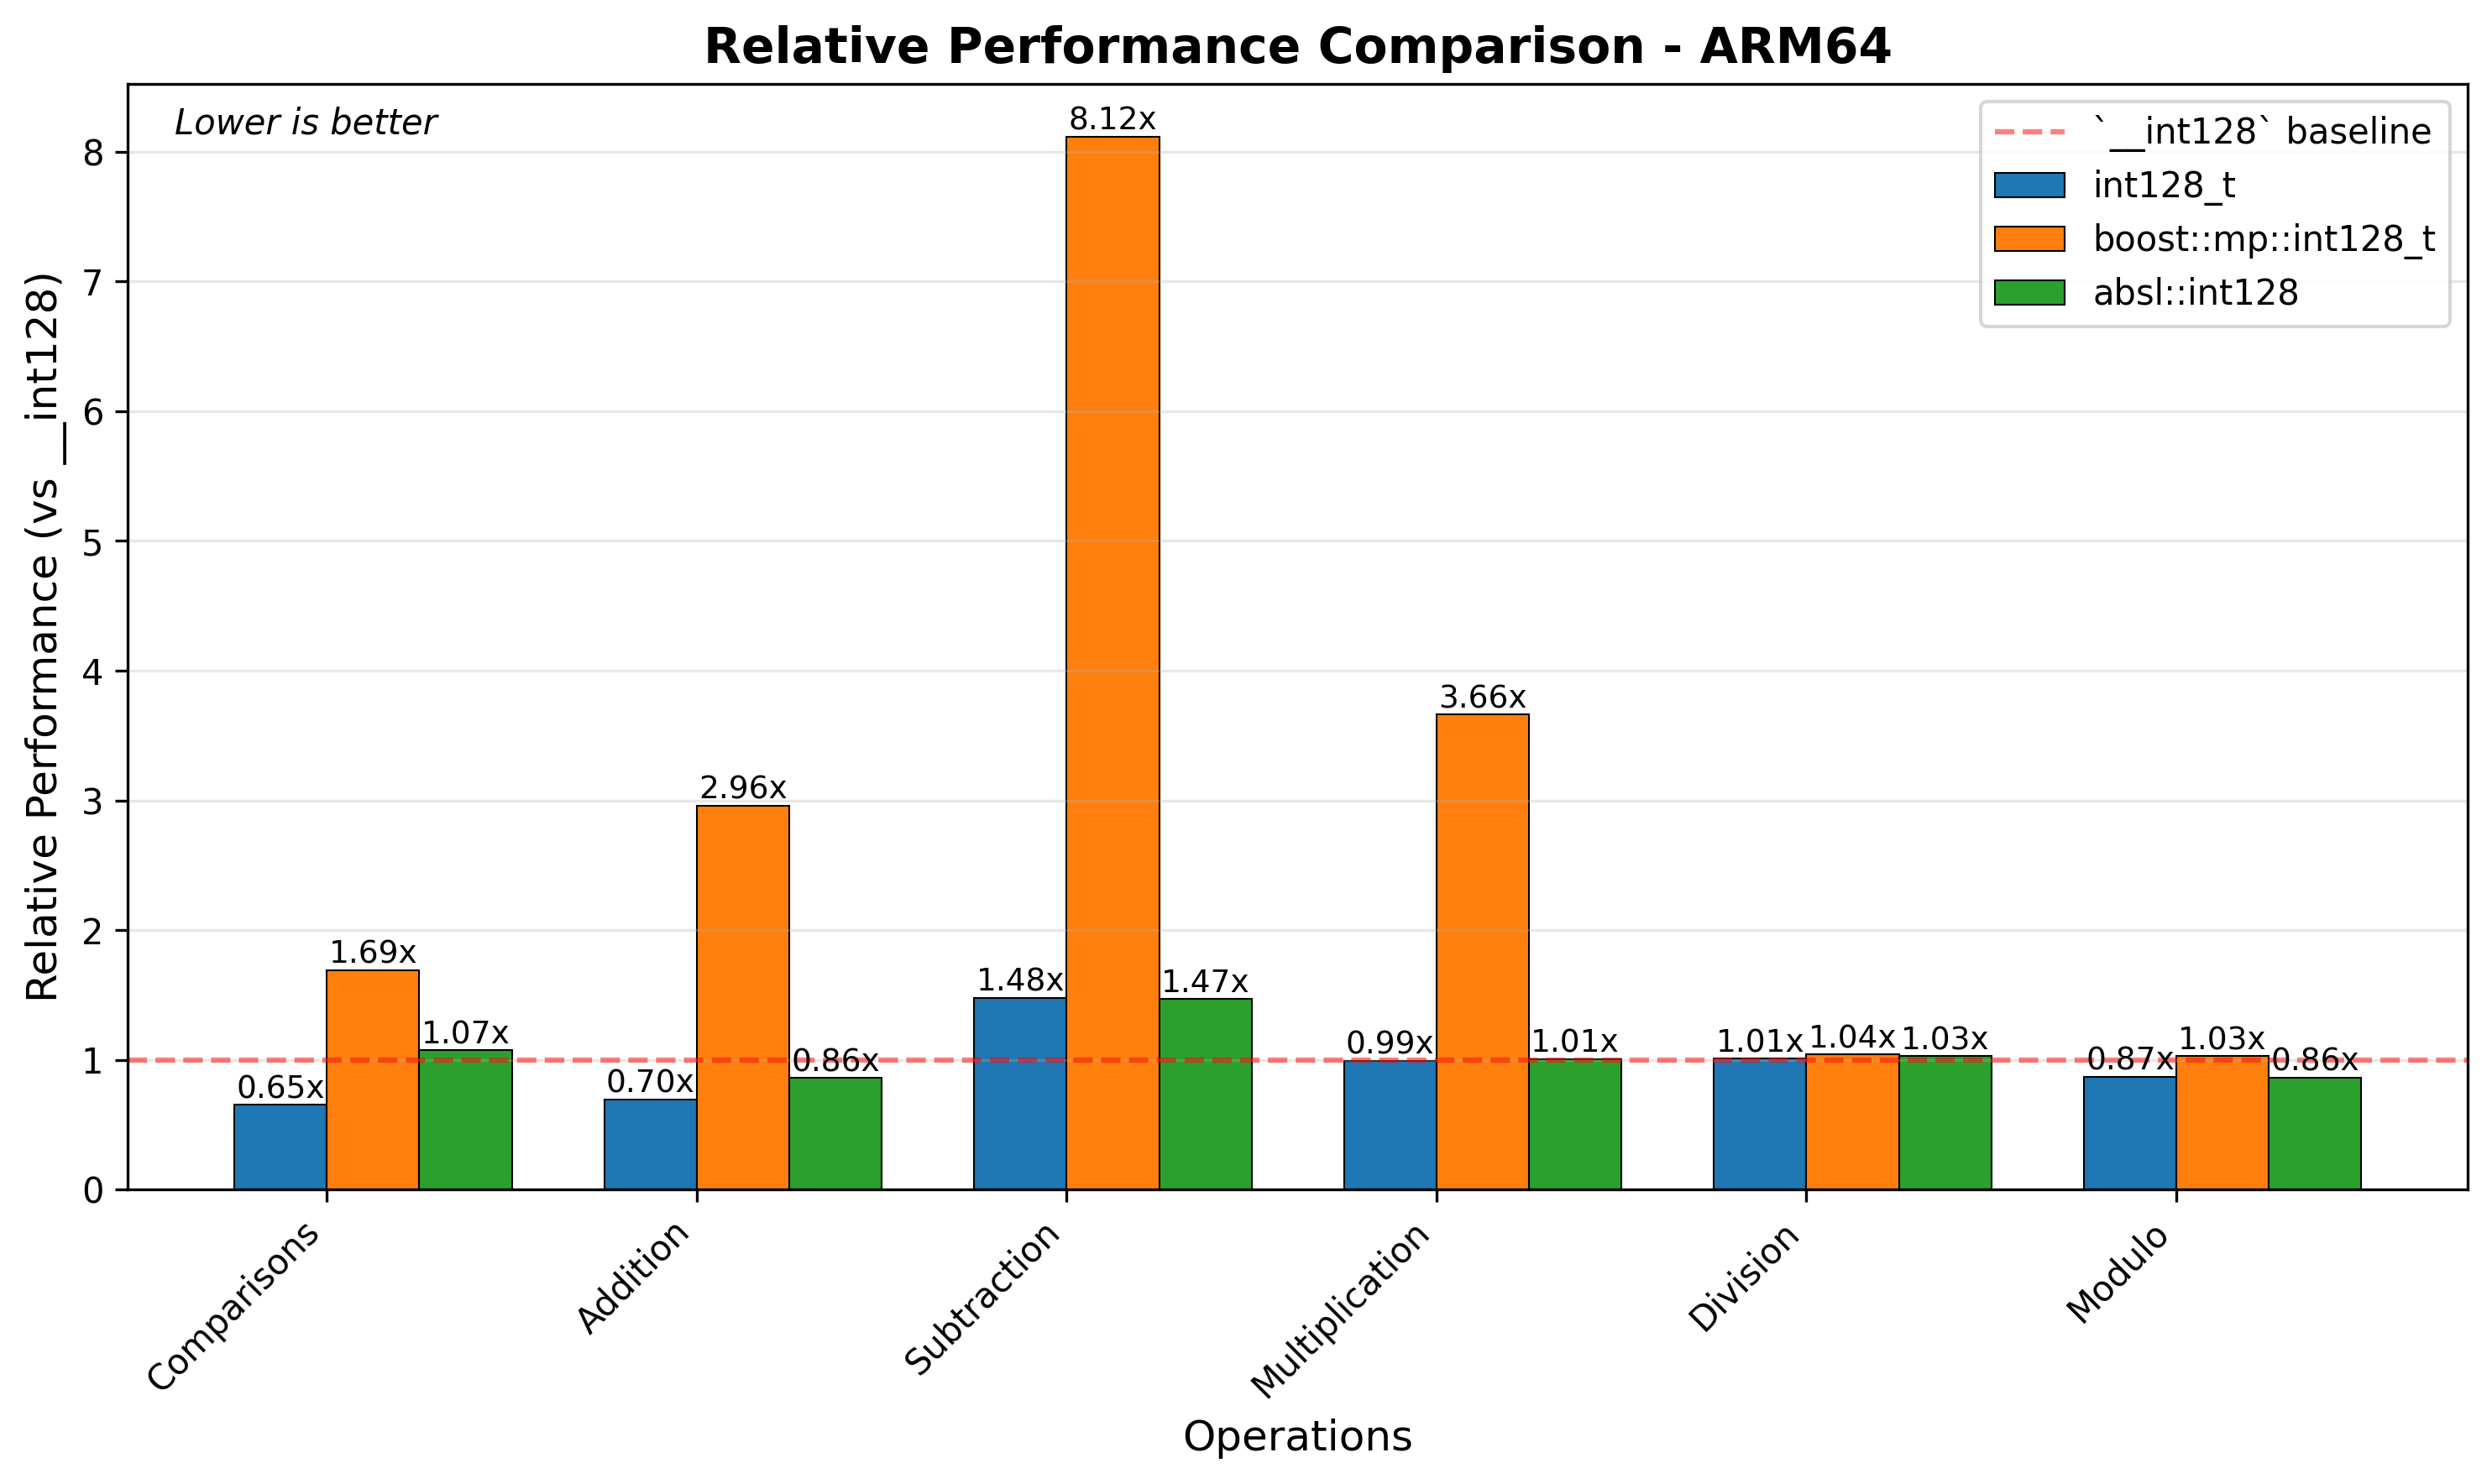 Relative Performance Comparison - ARM64
Lower is better
`__int128` baseline
int128_t
boost::mp::int128_t
absl::int128
Relative Performance (vs __int128)
8
7
6
5
4
3
2
1
0
0.65x
1.69x
1.07x
0.70x
2.96x
0.86x
1.48x
8.12x
1.47x
0.99x
3.66x
1.01x
1.01x
1.04x
1.03x
0.87x
1.03x
0.86x
Comparisons
Addition
Subtraction
Multiplication
Division
Modulo
Operations